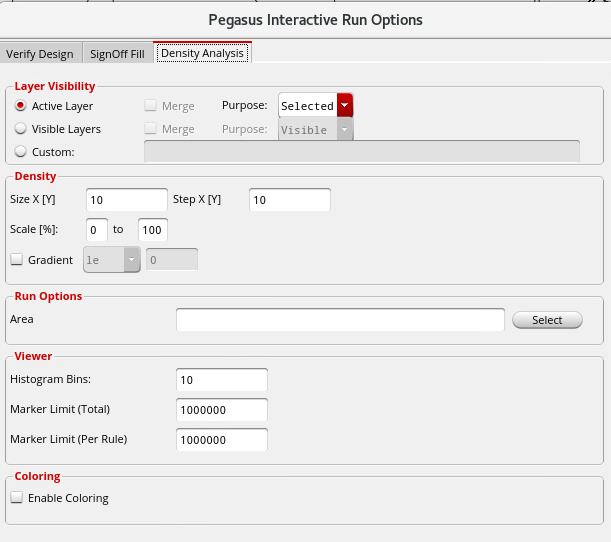 Pegasus Interactive Run Options
Verify Design SignOff Fill Density Analysis
Layer Visibility
Active Layer Merge Purpose: Selected
Visible Layers Merge Purpose: Visible
Custom:
Density
Size X [Y] 10 Step X [Y] 10
Scale [%]: 0 to 100
Gradient le 0
Run Options
Area Select
Viewer
Histogram Bins: 10
Marker Limit (Total) 1000000
Marker Limit (Per Rule) 1000000
Coloring
Enable Coloring